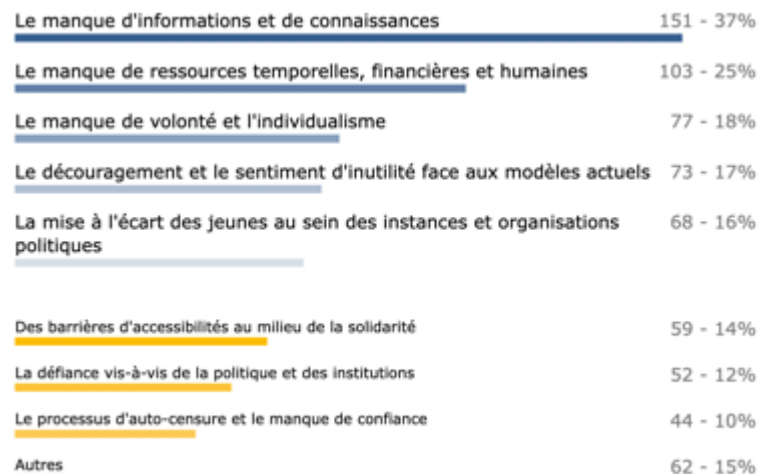 Le manque d'informations et de connaissances 151 - 37%
Le manque de ressources temporelles, financières et humaines 103 - 25%
Le manque de volonté et l'individualisme 77 - 18%
Le découragement et le sentiment d'inutilité face aux modèles actuels 73 - 17%
La mise à l'écart des jeunes au sein des instances et organisations 68 - 16%
politiques
Des barrières d'accessibilités au milieu de la solidarité 59 - 14%
La défiance vis-à-vis de la politique et des institutions 52 - 12%
Le processus d'auto-censure et le manque de confiance 44 - 10%
Autres 62 - 15%